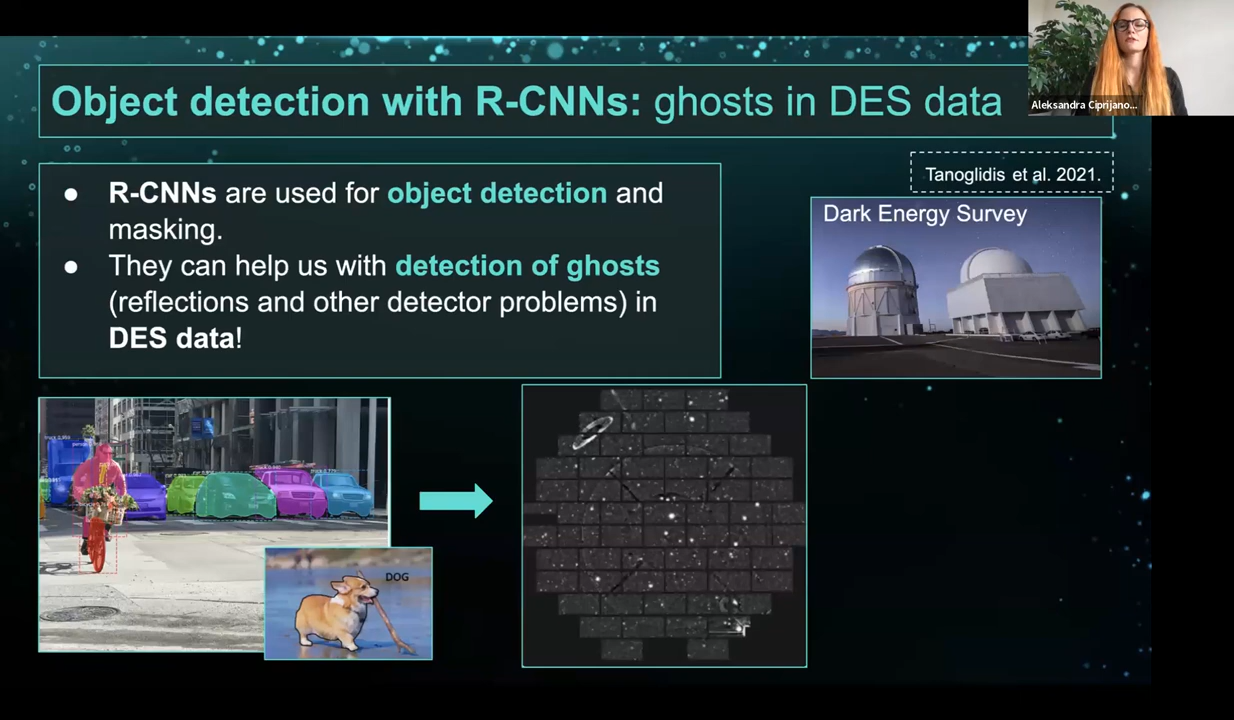 Object detection with R-CNNs: ghosts in DES data
Aleksandra Ciprijano...
Tanoglidis et al. 2021.
● R-CNNs are used for object detection and
masking.
● They can help us with detection of ghosts
(reflections and other detector problems) in
DES data!
Dark Energy Survey
DOG